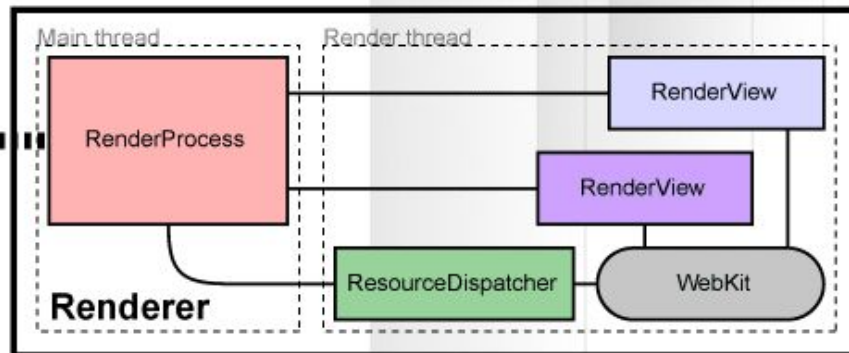 Main thread
Render thread
RenderView
RenderProcess
RenderView
ResourceDispatcher
WebKit
Renderer